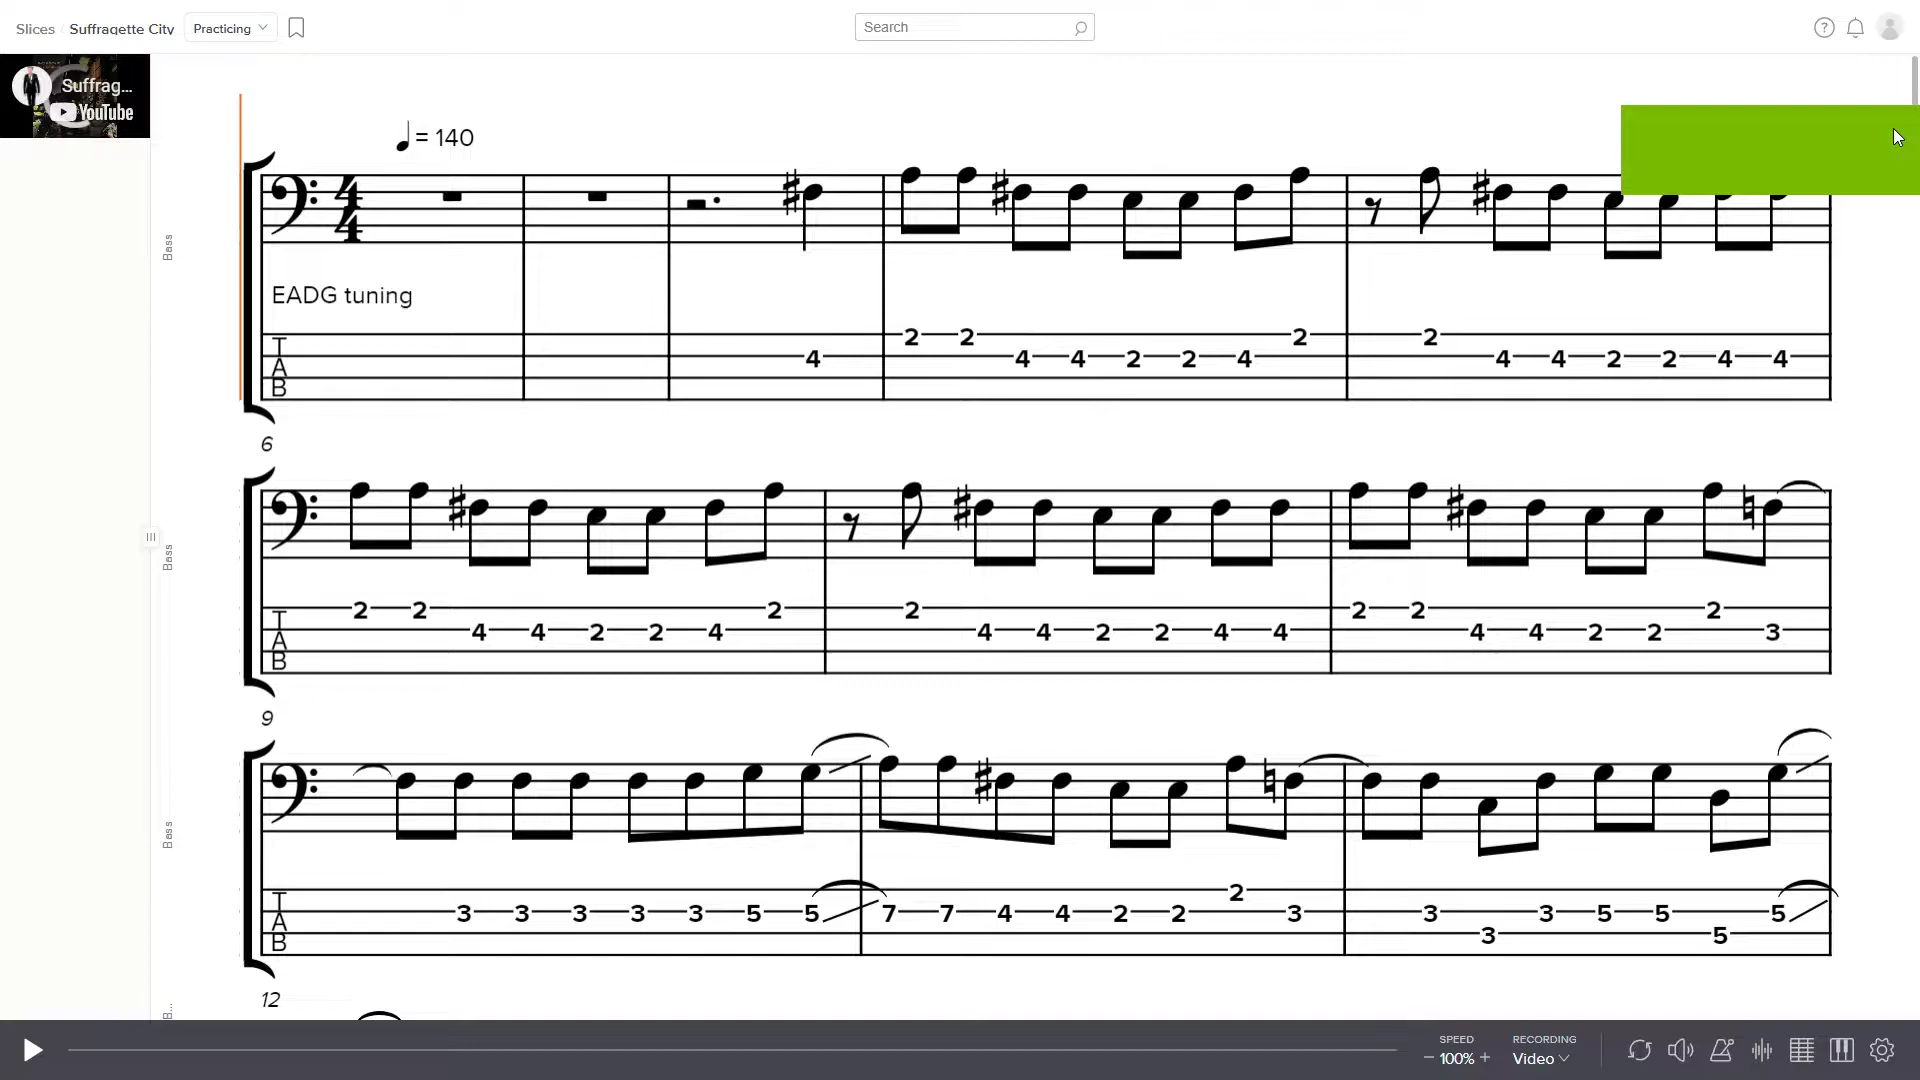 Slices Suffragette City Practicing
Search
Suffrag...
YouTube
= 140
4
4
Bass
EADG tuning
2 2 2 2
4 4 4 2 2 4 4 4 2 2 4 4
T
A
B
6
Bass
2 2 2 2 2 2 2
4 4 2 2 4 4 4 2 2 4 4 4 4 2 2 3
T
A
B
9
Bass
2
3 3 3 3 3 5 5 7 7 4 4 2 2 3 3 3 5 5 5
3 5
T
A
B
12
B...
SPEED
100%
RECORDING
Video